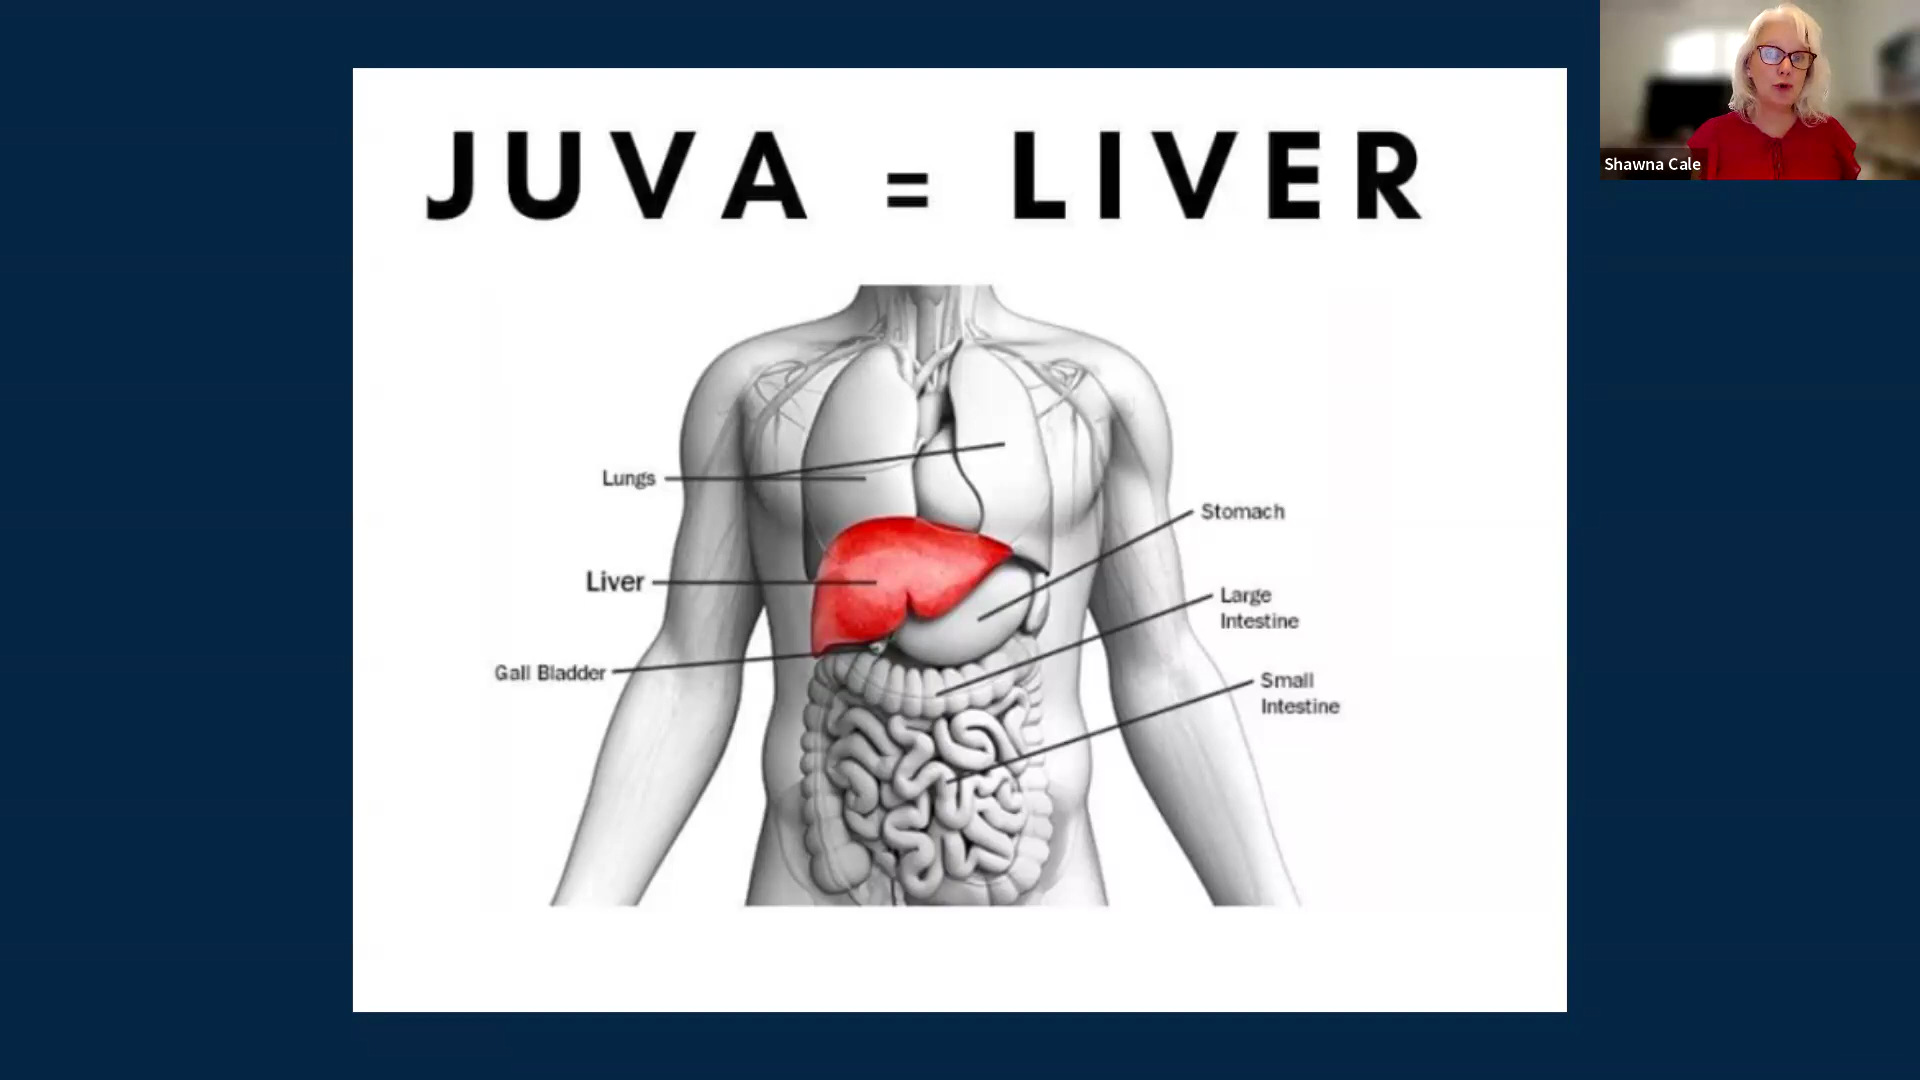 JUVA = LIVER
Shawna Cale
Lungs
Stomach
Liver
Large
Intestine
Gall Bladder
Small
Intestine